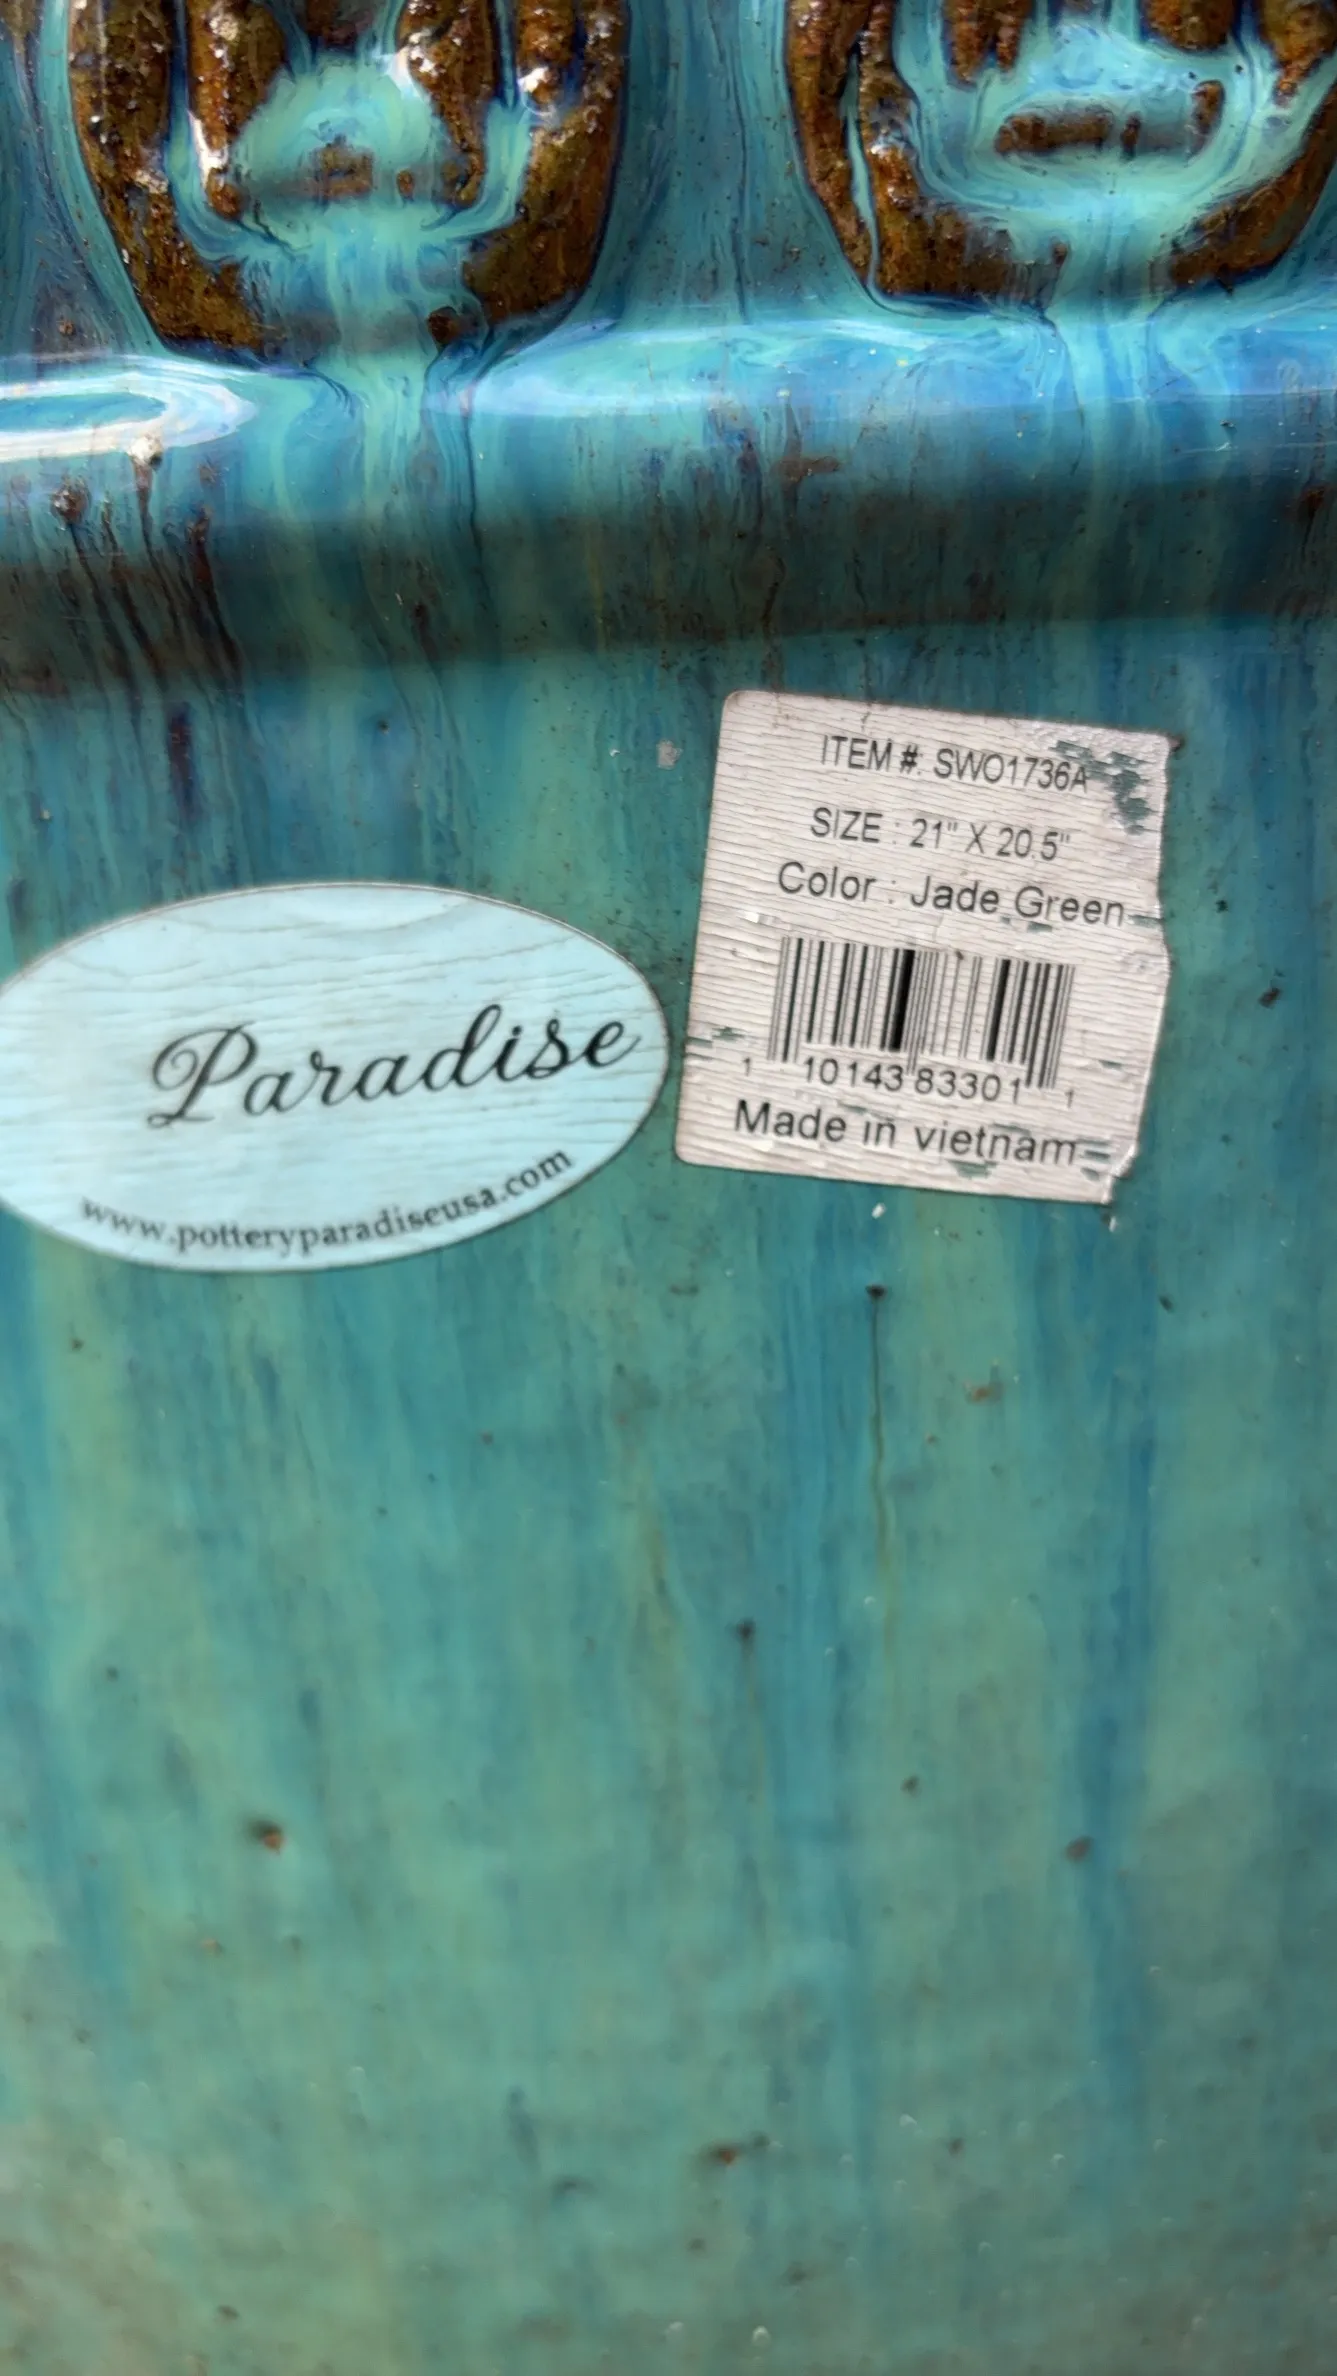 ITEM #: SWO1736A
SIZE : 21" X 20.5"
Color : Jade Green
1 10143 83301 1
Made in vietnam
Paradise
www.potteryparadiseusa.com